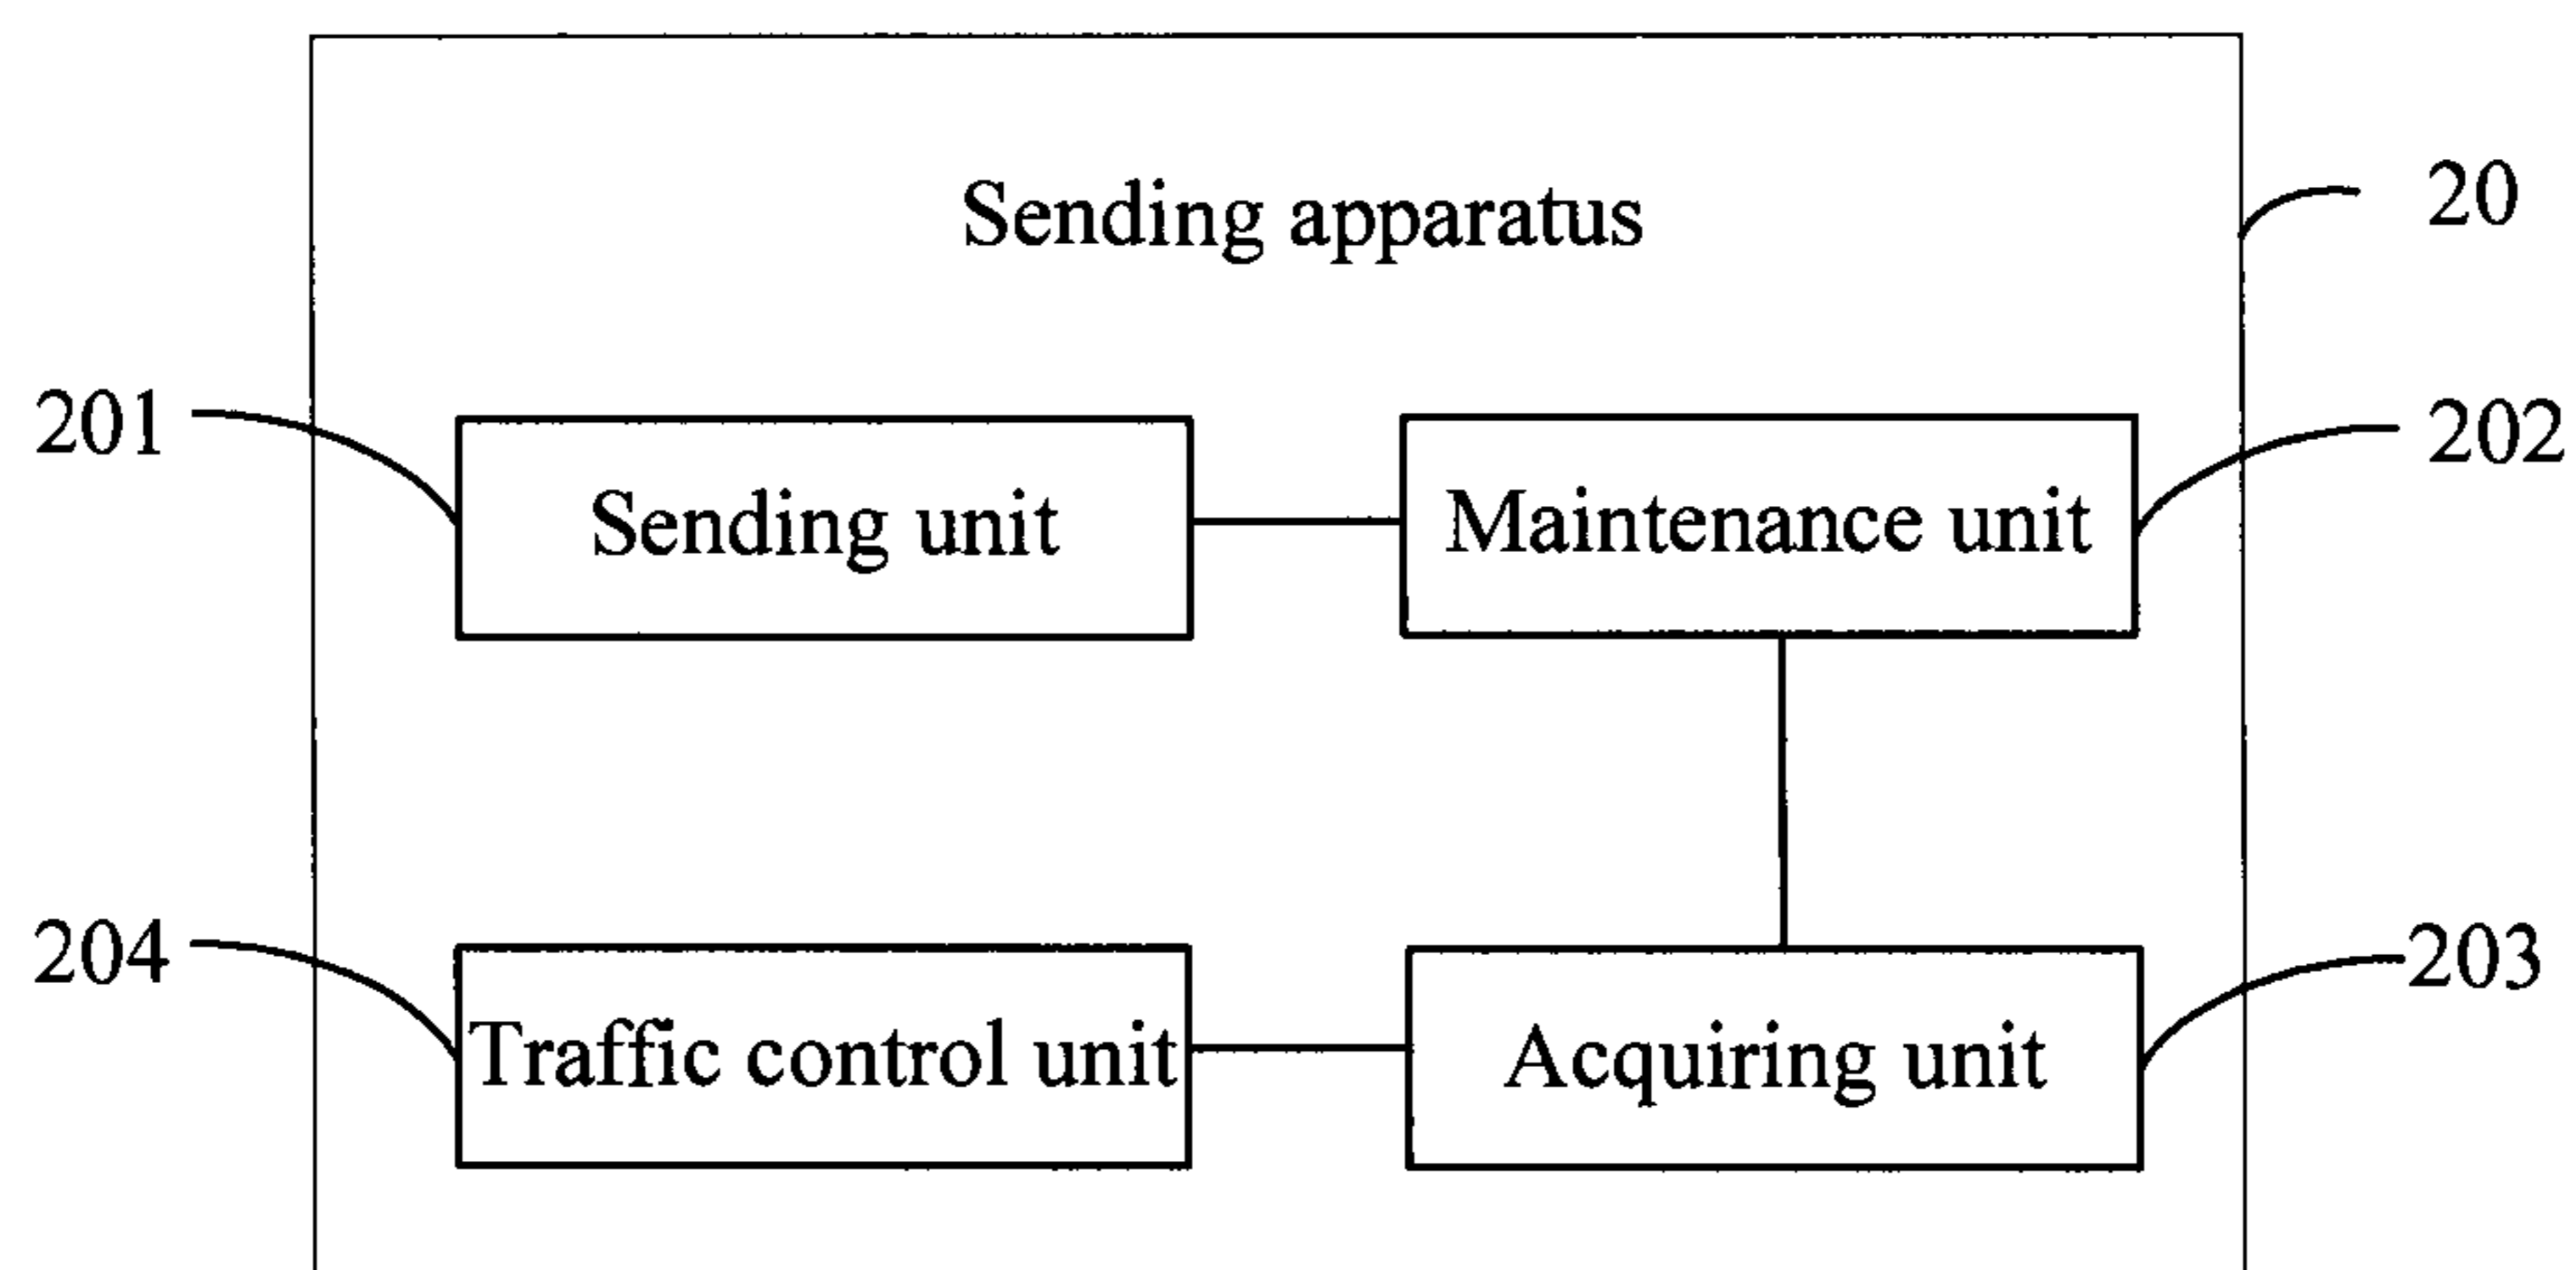 Sending apparatus
20
201
Sending unit
Maintenance unit
202
204
Traffic control unit
Acquiring unit
203